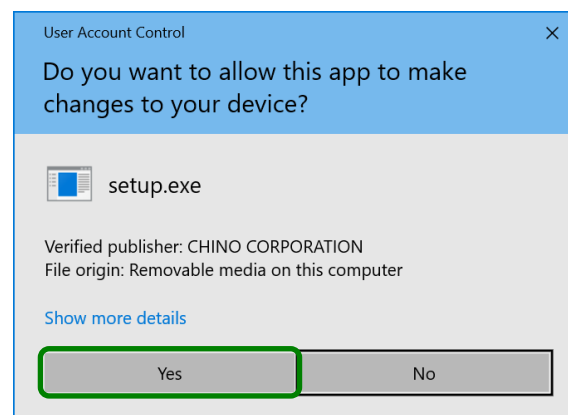 User Account Control
Do you want to allow this app to make
changes to your device?
setup.exe
Verified publisher: CHINO CORPORATION
File origin: Removable media on this computer
Show more details
Yes
No